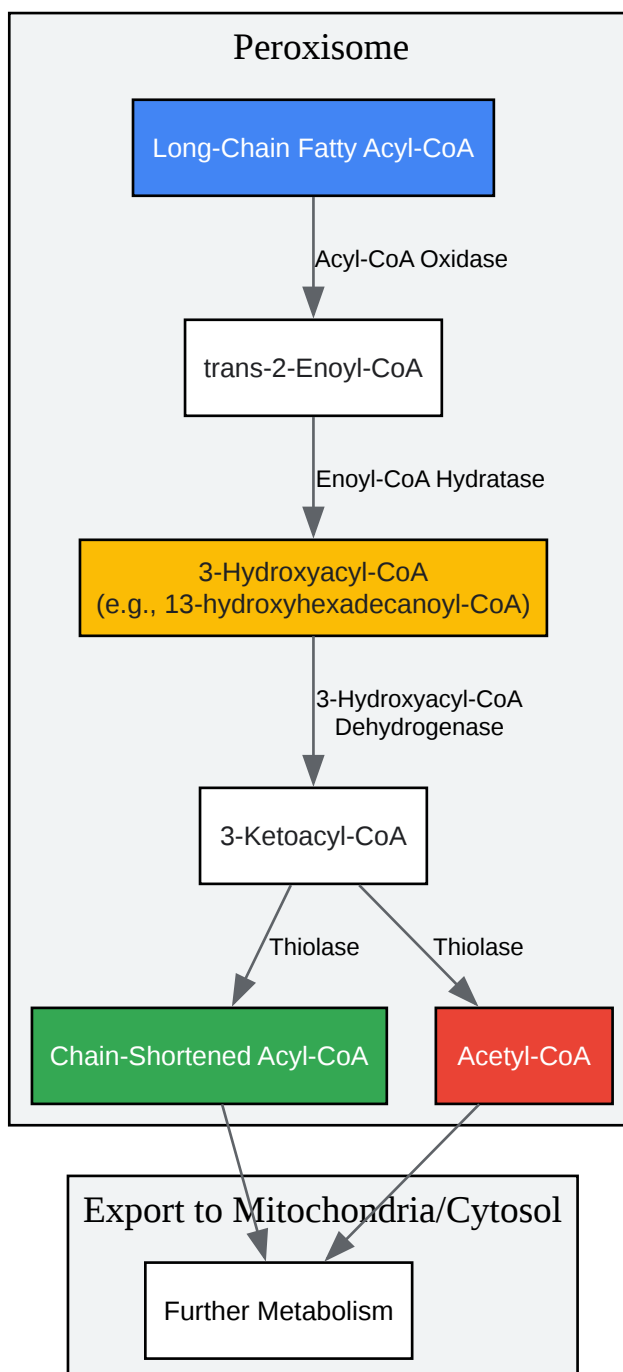 Peroxisome
Long-Chain Fatty Acyl-CoA
Acyl-CoA Oxidase
trans-2-Enoyl-CoA
Enoyl-CoA Hydratase
3-Hydroxyacyl-CoA
(e.g., 13-hydroxyhexadecanoyl-CoA)
3-Hydroxyacyl-CoA
Dehydrogenase
3-Ketoacyl-CoA
Thiolase
Thiolase
Chain-Shortened Acyl-CoA
Acetyl-CoA
Export to Mitochondria/Cytosol
Further Metabolism